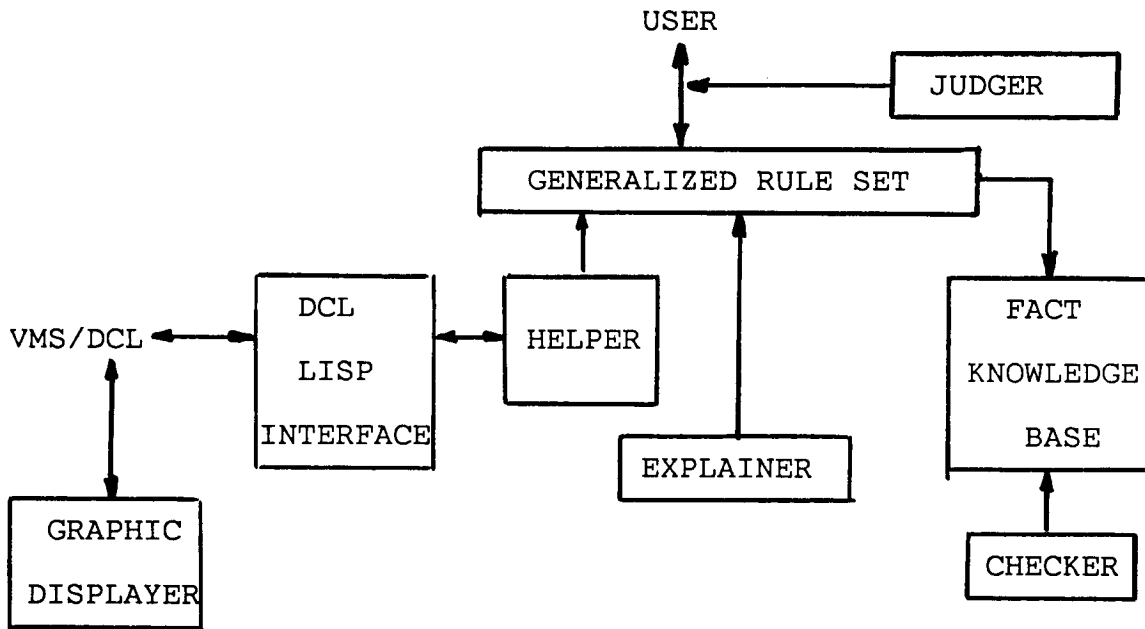 USER
JUDGER
GENERALIZED RULE SET
DCL
LISP
INTERFACE
HELPER
FACT
KNOWLEDGE
BASE
VMS/DCL
EXPLAINER
GRAPHIC
DISPLAYER
CHECKER